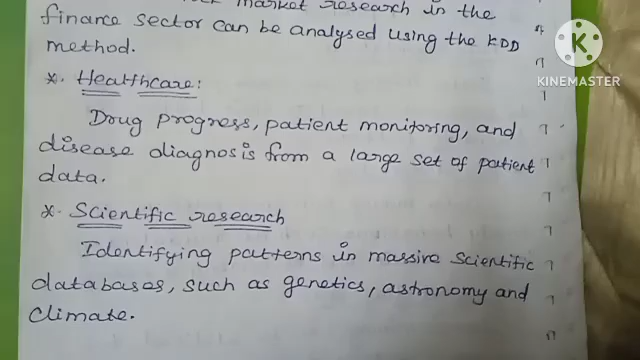 market research in the
finance sector can be analysed using the KDD
method.
*. Healthcare:
Drug progress, patient monitoring, and
disease diagnosis from a large set of patient
data.
*. Scientific research
Identifying patterns in massive scientific
databases, such as genetics, astronomy and
climate.
KINEMASTER